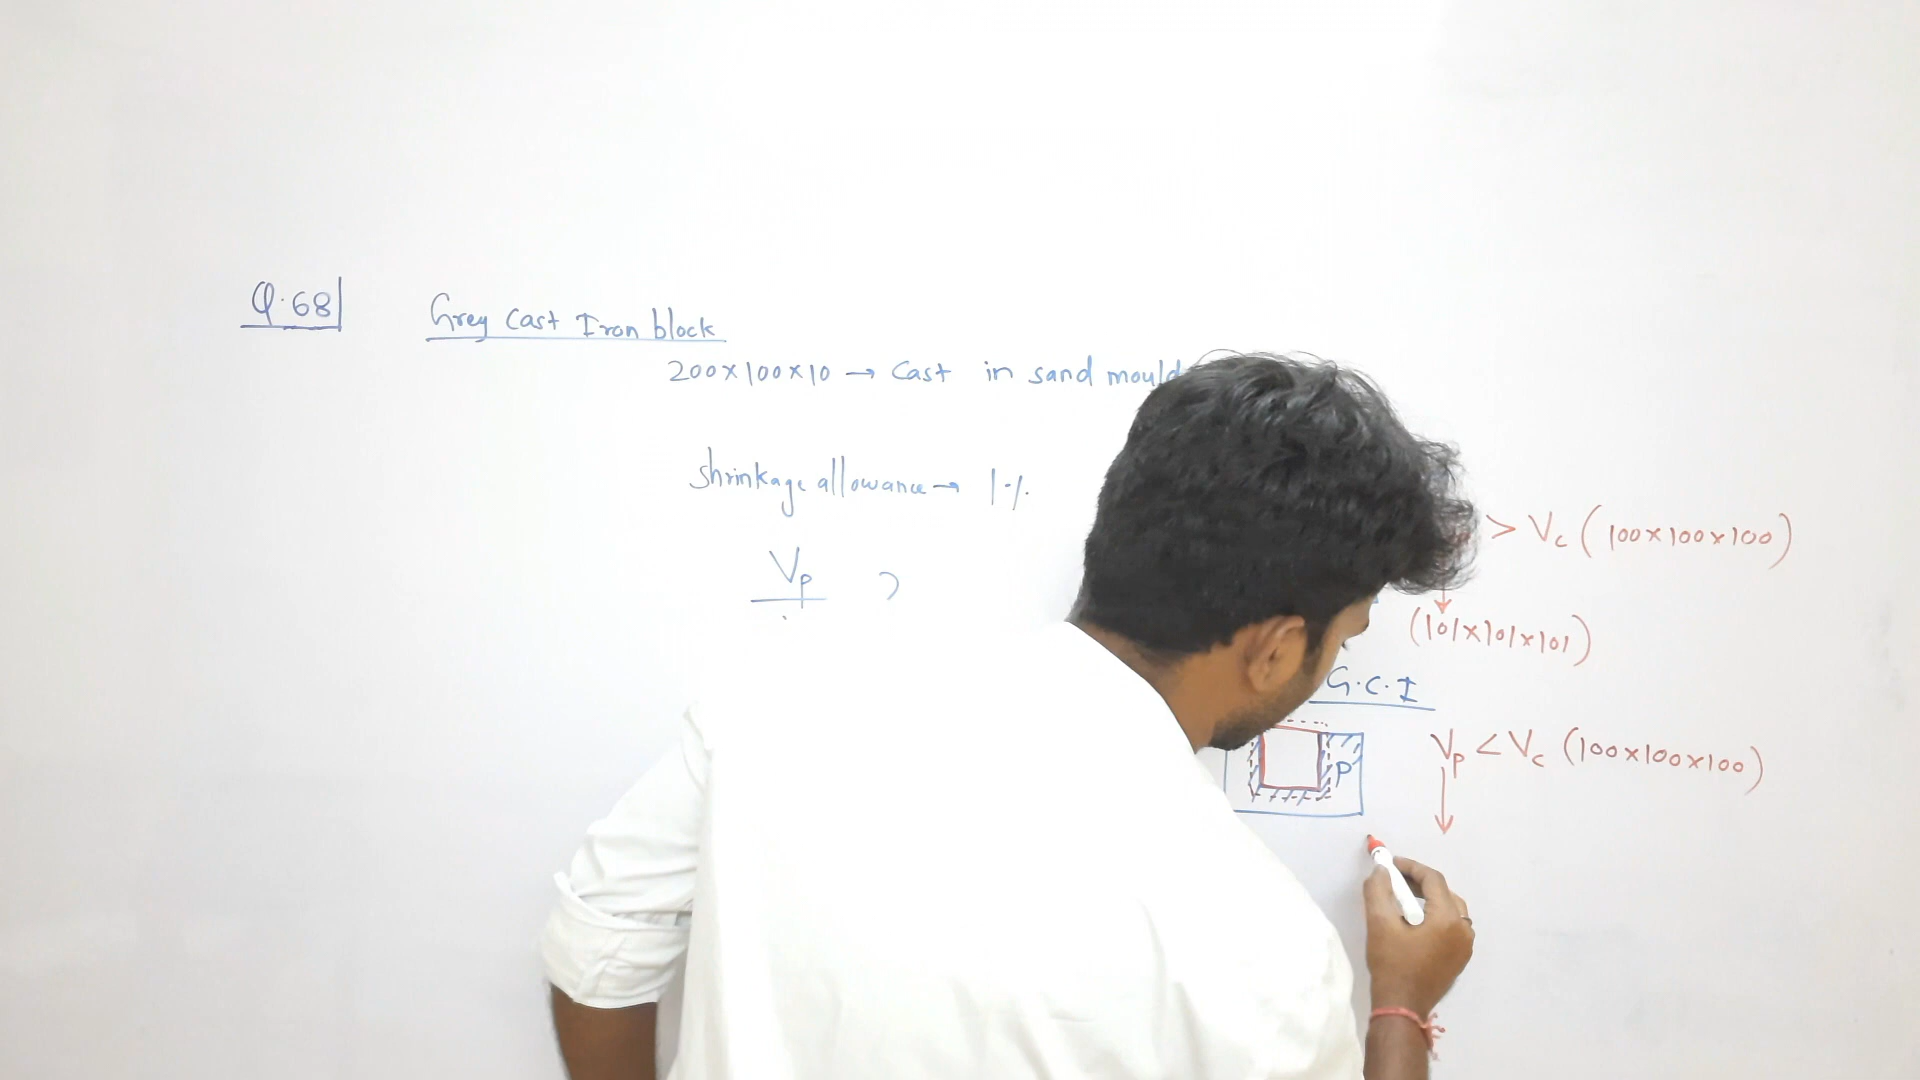 Q.68
Grey Cast Iron block
200×100×10 → Cast in sand mould
Shrinkage allowance → 1%
Vp
?
> Vc (100×100×100)
(101×101×101)
G.C.I
P
Vp < Vc (100×100×100)